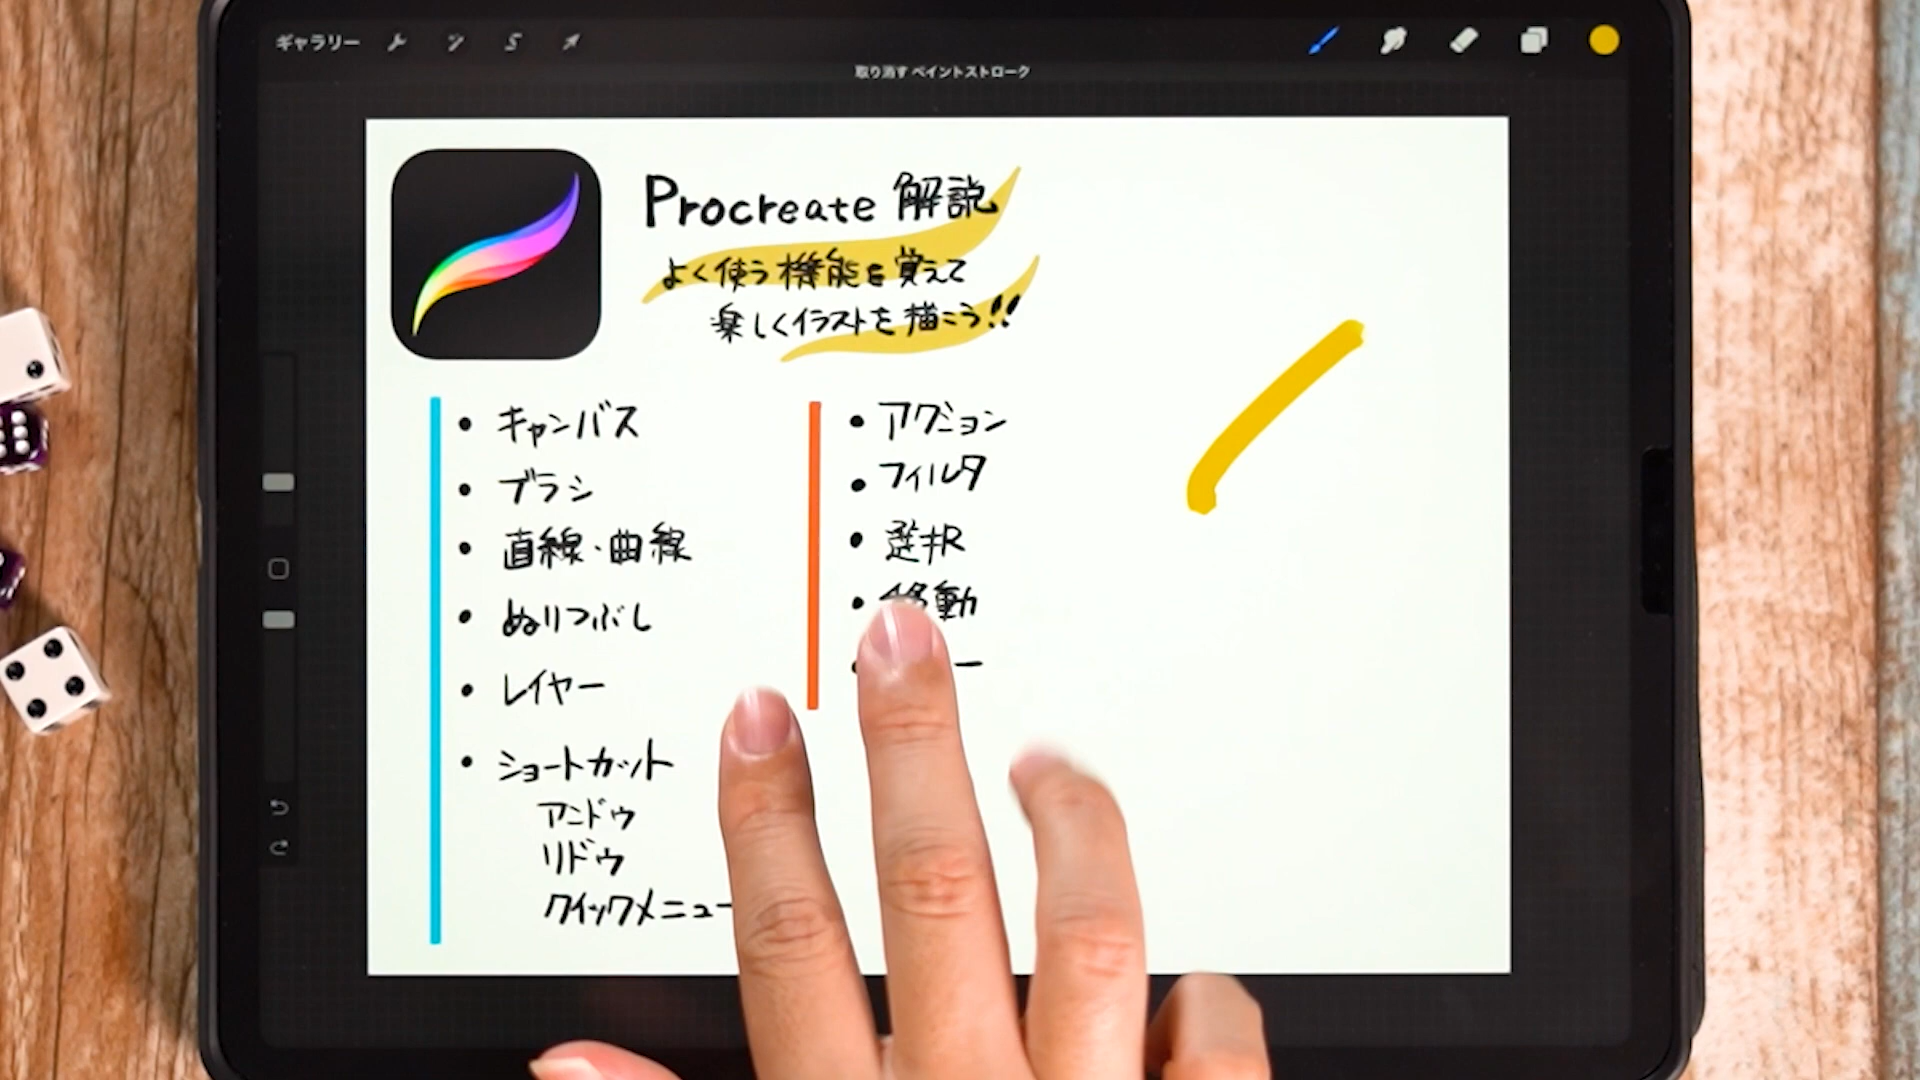 ギャラリー
取り消す ペイントストローク
Procreate 解説
よく使う機能を覚えて
楽しくイラストを描こう!!
• キャンバス
• ブラシ
• 直線・曲線
• ぬりつぶし
• レイヤー
• ショートカット
アンドゥ
リドゥ
クイックメニュー
• アクション
• フィルタ
• 選択
• 移動